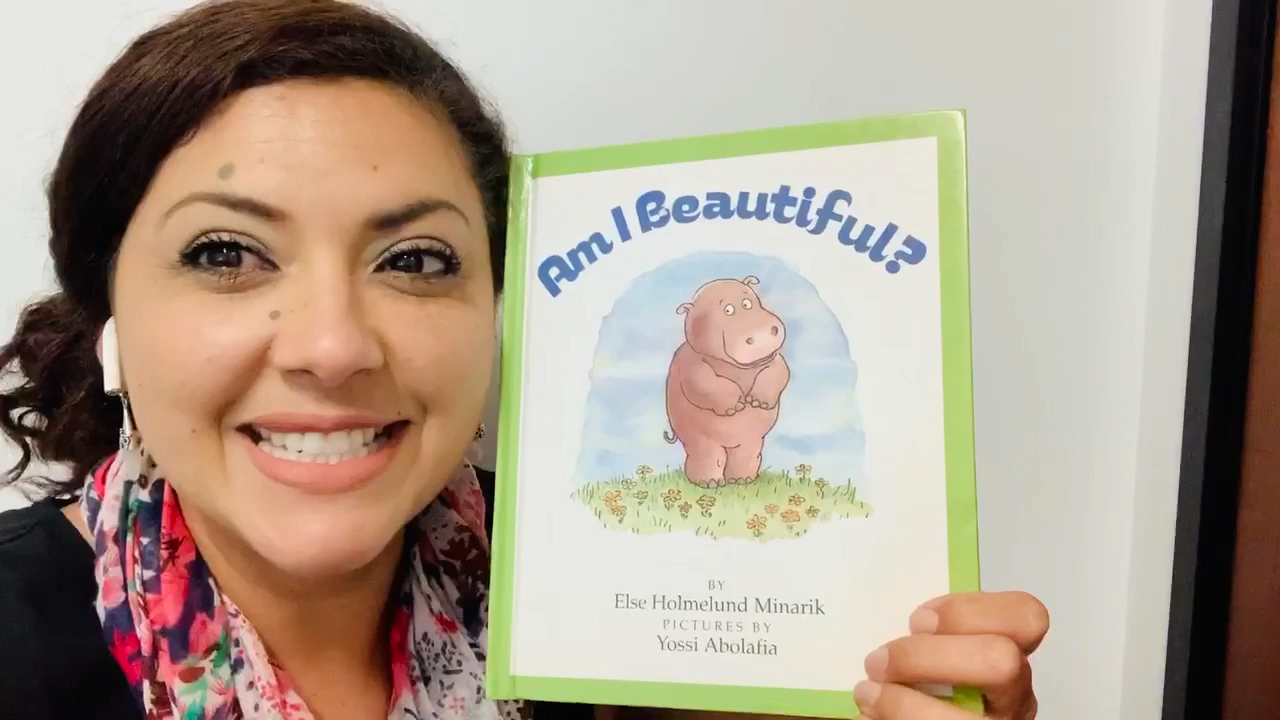 Am I Beautiful?
BY
Else Holmelund Minarik
PICTURES BY
Yossi Abolafia